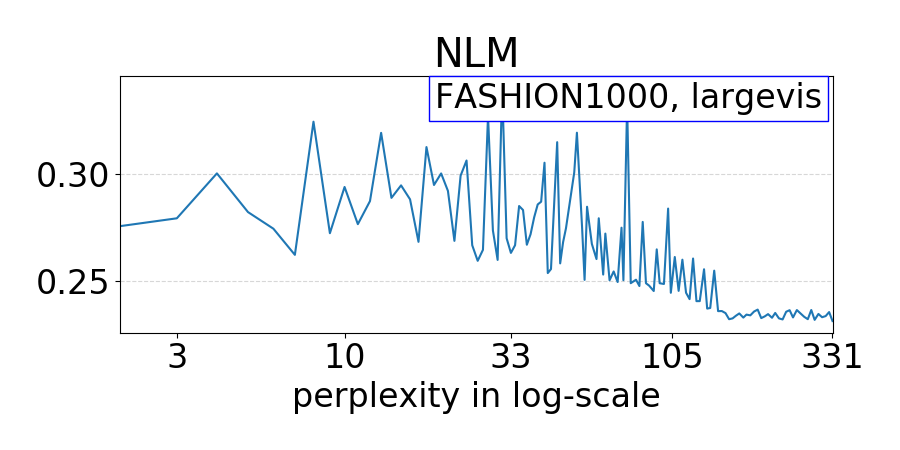 NLM
FASHION1000, largevis
0.30
0.25
3 10 33 105 331
perplexity in log-scale